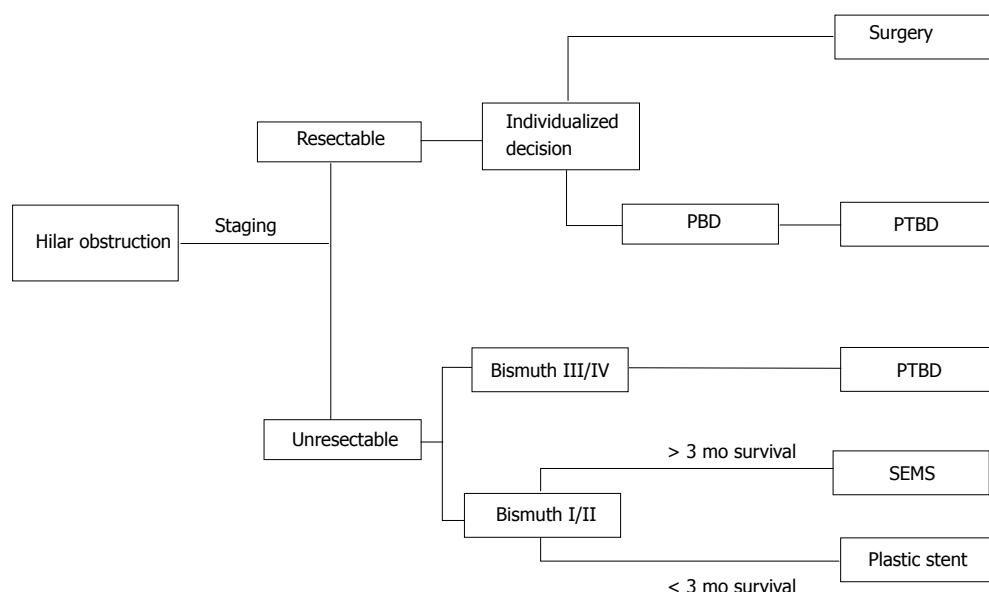 Surgery
Individualized
decision
Resectable
PBD
PTBD
Staging
Hilar obstruction
Bismuth III/IV
PTBD
Unresectable
> 3 mo survival
SEMS
Bismuth I/II
Plastic stent
< 3 mo survival